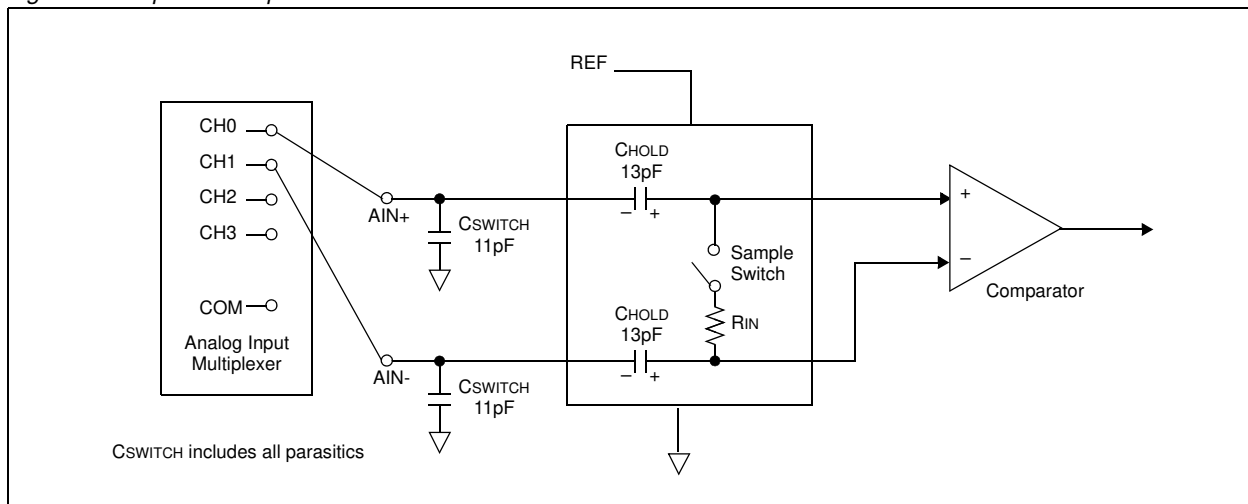 REF
CH0
CH1
CH2
CH3
COM
Analog Input
Multiplexer
AIN+
CSWITCH
11pF
CHOLD
13pF
– +
Sample
Switch
RIN
+
–
Comparator
CHOLD
13pF
– +
AIN-
CSWITCH
11pF
CSWITCH includes all parasitics